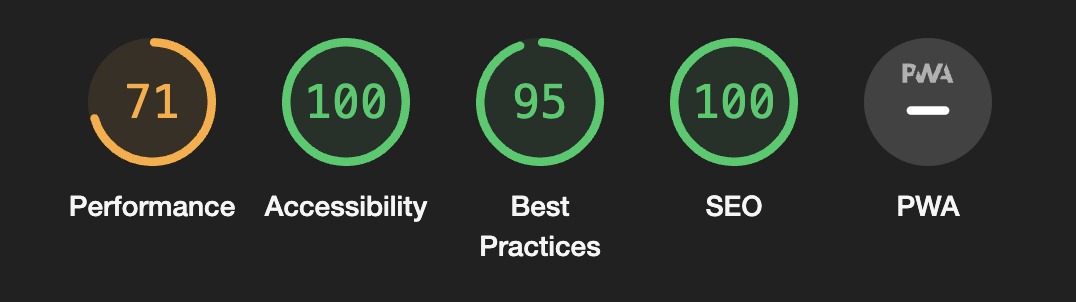 71
100
95
100
PWA
Performance
Accessibility
Best
Practices
SEO
PWA